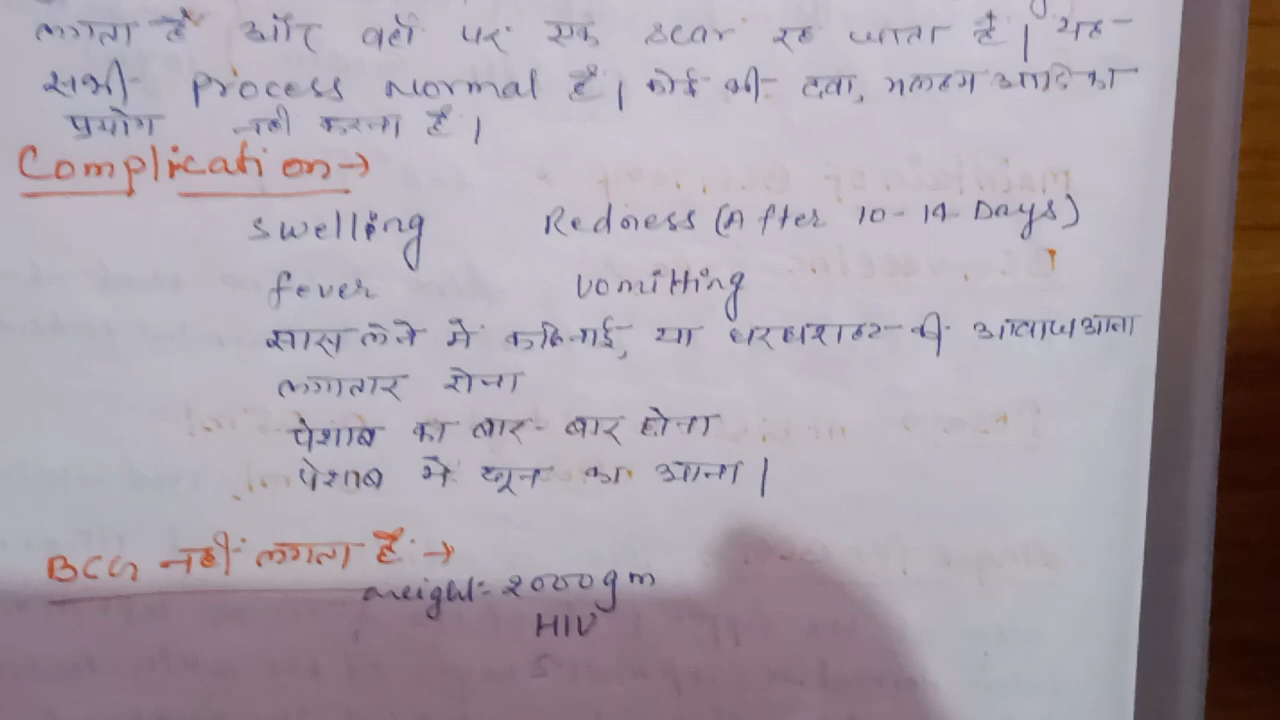 लगता है और वहाँ पर एक scar रह जाता है। यह
सभी process Normal है। कोई भी दवा, मलहम आदि का
प्रयोग नही करना है।
Complication →
swelling Redness (After 10-14 Days)
fever vomitting
सास लेने मे कठिनाई, या घरघराहट की आवाज आना
लगातार रोना
पेशाब का बार-बार होना
पेशाब मे खून का आना।
BCG नही लगता है →
weight = 2000gm
HIV